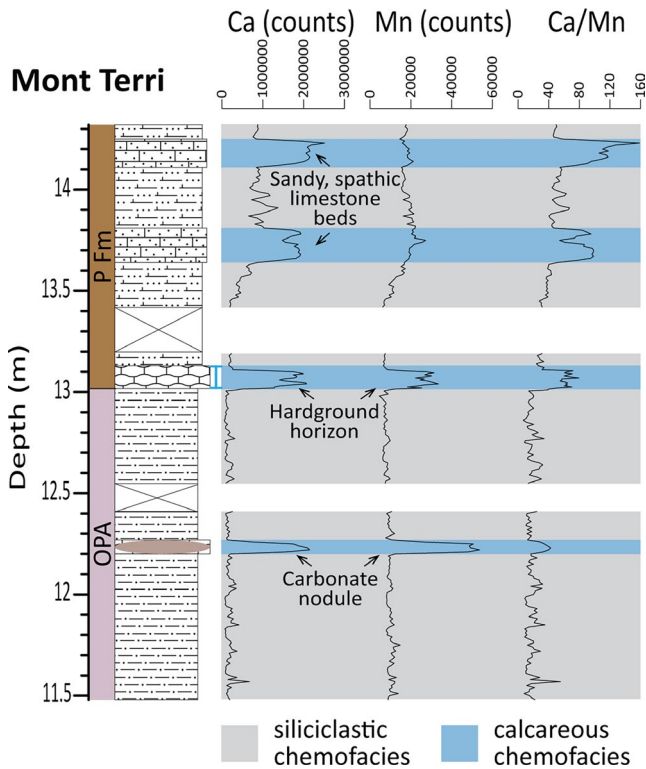 Ca (counts) Mn (counts) Ca/Mn
0 1000000 2000000 3000000 0 20000 40000 60000 0 40 80 120 160
Mont Terri
14
13.5
13
12.5
12
11.5
Depth (m)
P Fm
OPA
Sandy, spathic
limestone
beds
Hardground
horizon
Carbonate
nodule
siliciclastic
chemofacies
calcareous
chemofacies